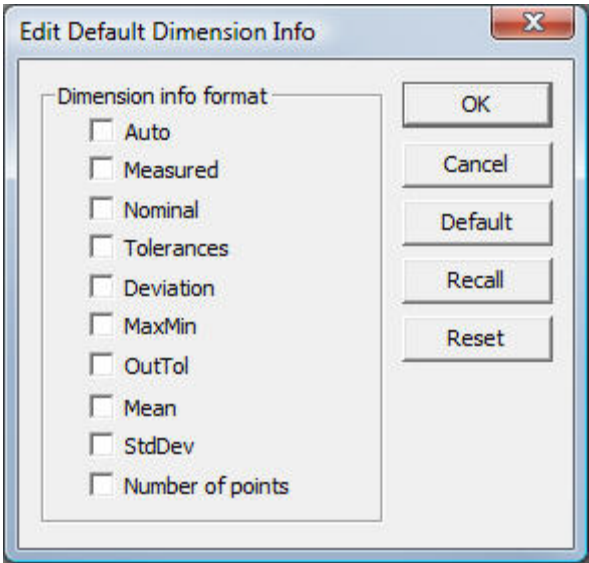 Edit Default Dimension Info
Dimension info format
Auto
Measured
Nominal
Tolerances
Deviation
MaxMin
OutTol
Mean
StdDev
Number of points
OK
Cancel
Default
Recall
Reset